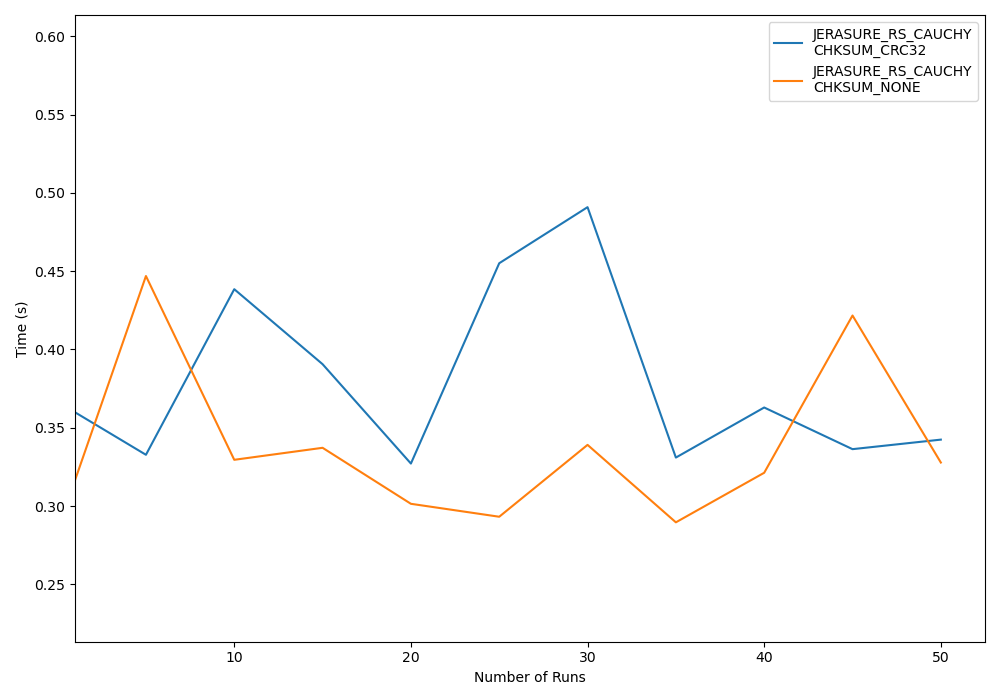 JERASURE_RS_CAUCHY
CHKSUM_CRC32
JERASURE_RS_CAUCHY
CHKSUM_NONE
0.60
0.55
0.50
0.45
0.40
0.35
0.30
0.25
Time (s)
10 20 30 40 50
Number of Runs